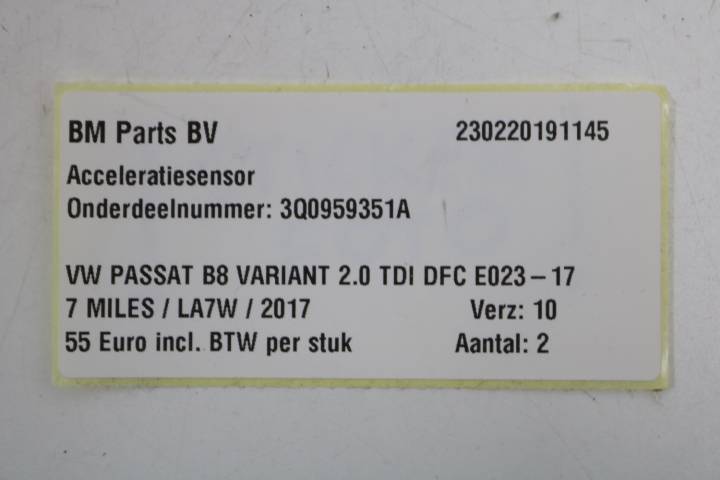 BM Parts BV 230220191145
Acceleratiesensor
Onderdeelnummer: 3Q0959351A
VW PASSAT B8 VARIANT 2.0 TDI DFC E023-17
7 MILES / LA7W / 2017 Verz: 10
55 Euro incl. BTW per stuk Aantal: 2